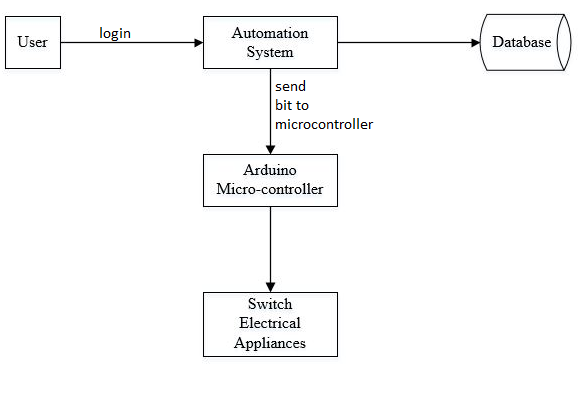 User
login
Automation
System
Database
send
bit to
microcontroller
Arduino
Micro-controller
Switch
Electrical
Appliances